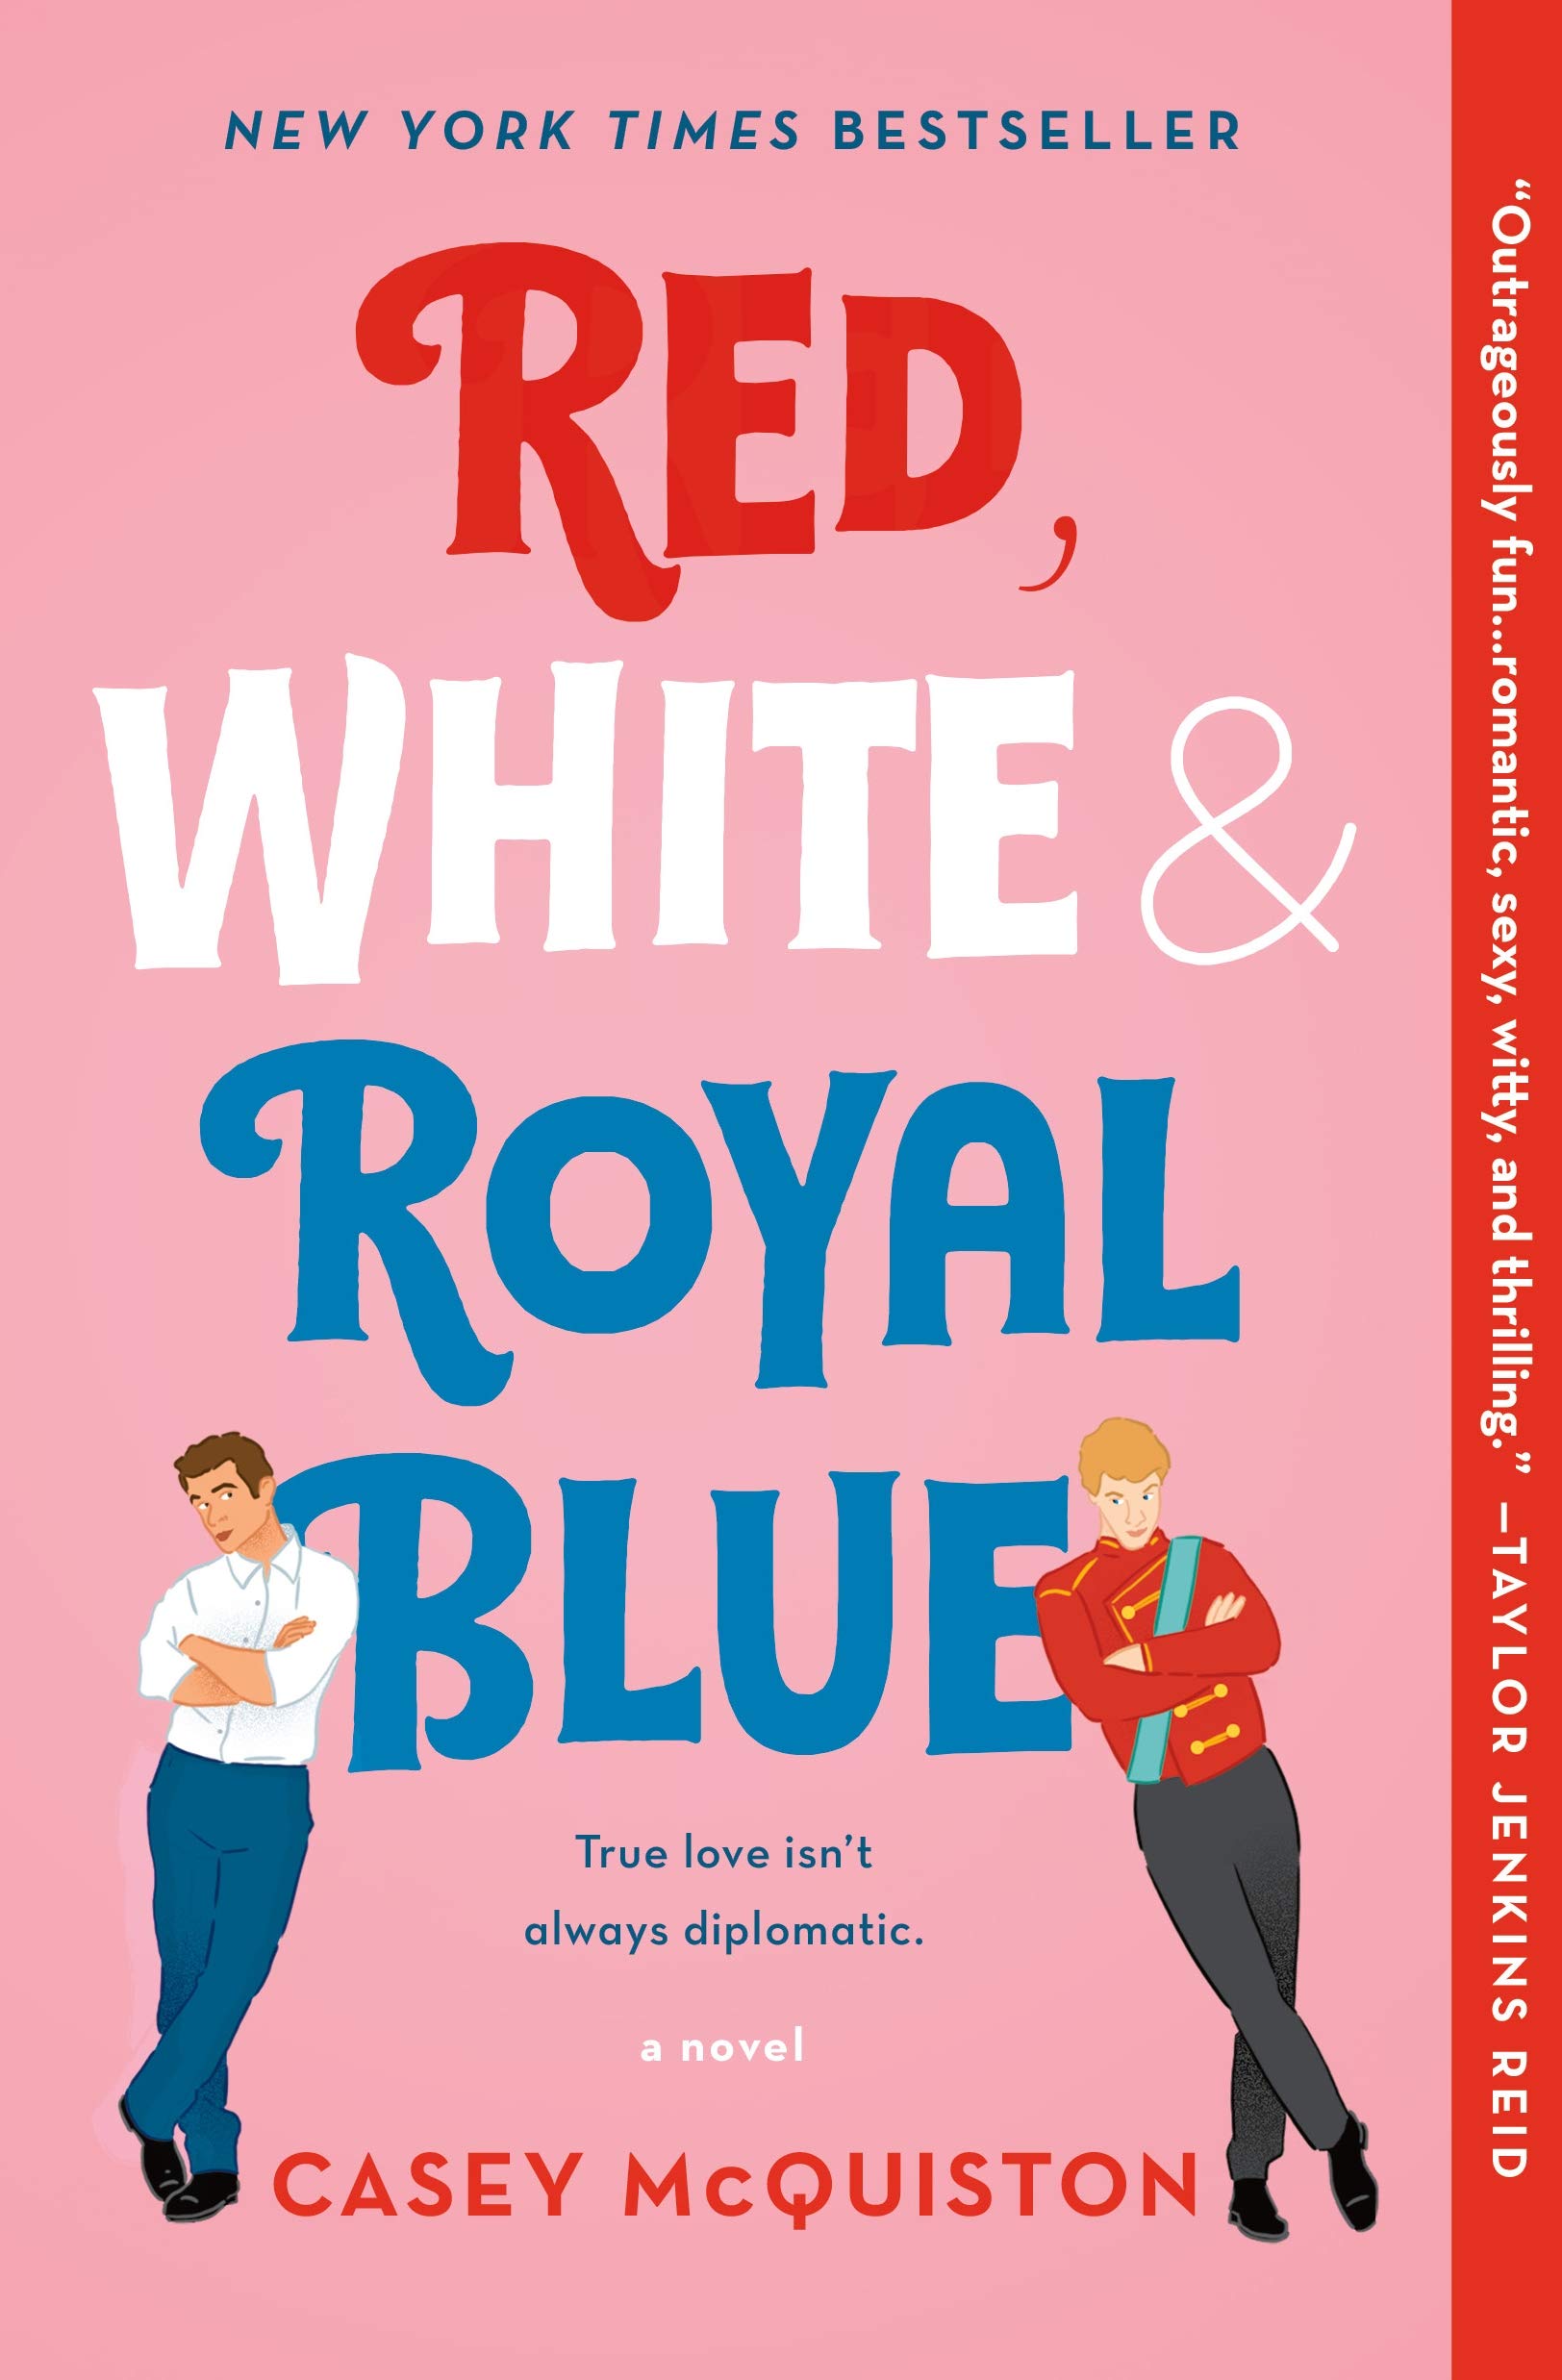 NEW YORK TIMES BESTSELLER
RED,
WHITE &
ROYAL
BLUE
True love isn’t
always diplomatic.
a novel
CASEY McQUISTON
“Outrageously fun...romantic, sexy, witty, and thrilling.” —TAYLOR JENKINS REID